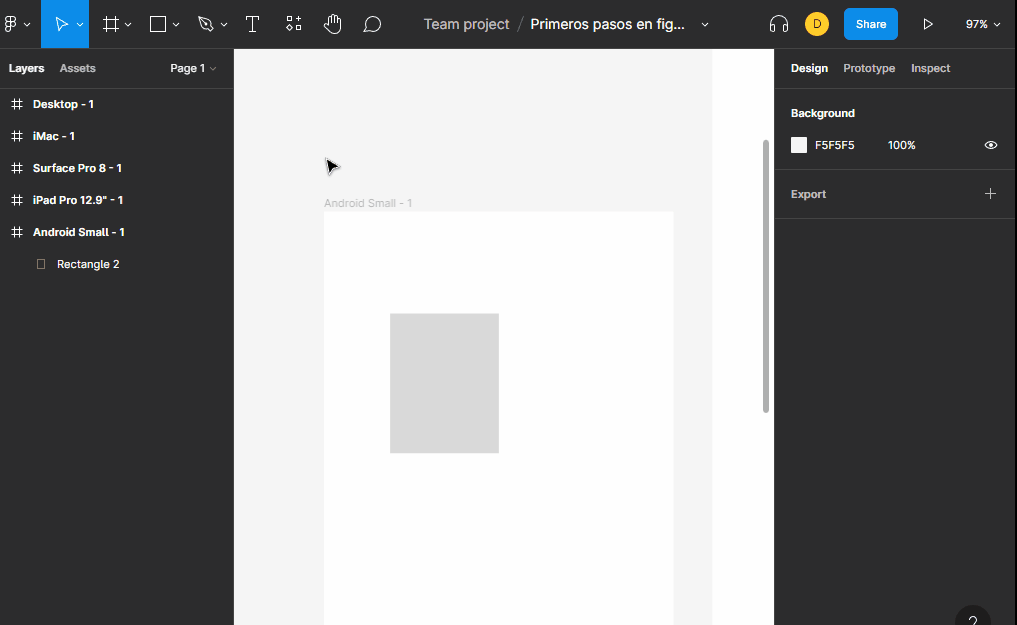 Team project / Primeros pasos en fig...
D
Share
97%
Layers
Assets
Page 1
Design
Prototype
Inspect
Desktop - 1
iMac - 1
Surface Pro 8 - 1
iPad Pro 12.9" - 1
Android Small - 1
Rectangle 2
Android Small - 1
Background
F5F5F5
100%
Export
?